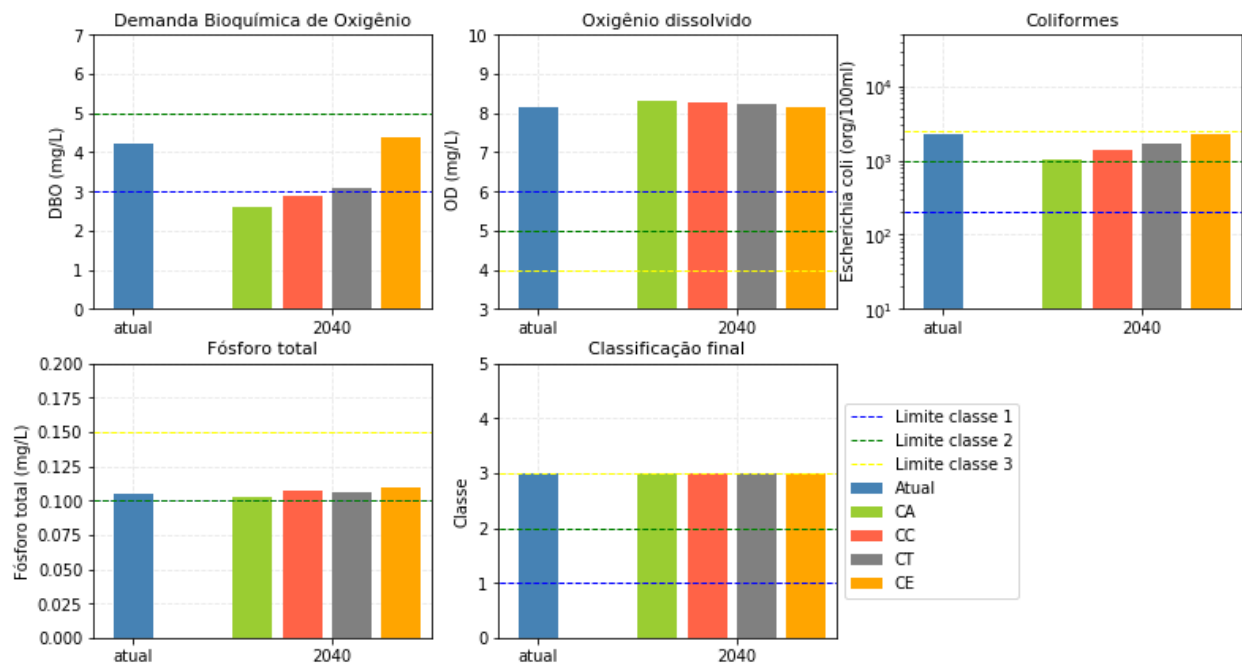 Demanda Bioquímica de Oxigênio
7
6
5
4
3
2
1
0
DBO (mg/L)
atual
2040
Oxigênio dissolvido
10
9
8
7
6
5
4
3
OD (mg/L)
atual
2040
Coliformes
10⁴
10³
10²
10¹
Escherichia coli (org/100ml)
atual
2040
Fósforo total
0.200
0.175
0.150
0.125
0.100
0.075
0.050
0.025
0.000
Fósforo total (mg/L)
atual
2040
Classificação final
5
4
3
2
1
0
Classe
atual
2040
Limite classe 1
Limite classe 2
Limite classe 3
Atual
CA
CC
CT
CE